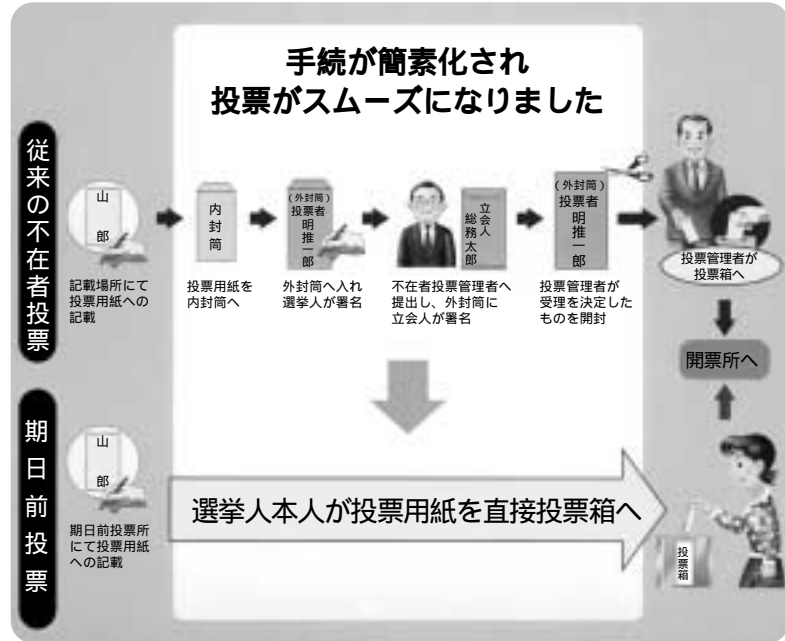 手続が簡素化され
投票がスムーズになりました
従来の不在者投票
山
郎
記載場所にて
投票用紙への
記載
内封筒
投票用紙を
内封筒へ
(外封筒)
投票者
明推一郎
外封筒へ入れ
選挙人が署名
立会人
総務太郎
不在者投票管理者へ
提出し、外封筒に
立会人が署名
(外封筒)
投票者
明推一郎
投票管理者が
受理を決定した
ものを開封
投票管理者が
投票箱へ
開票所へ
期日前投票
山
郎
期日前投票所
にて投票用紙
への記載
選挙人本人が投票用紙を直接投票箱へ
投票箱